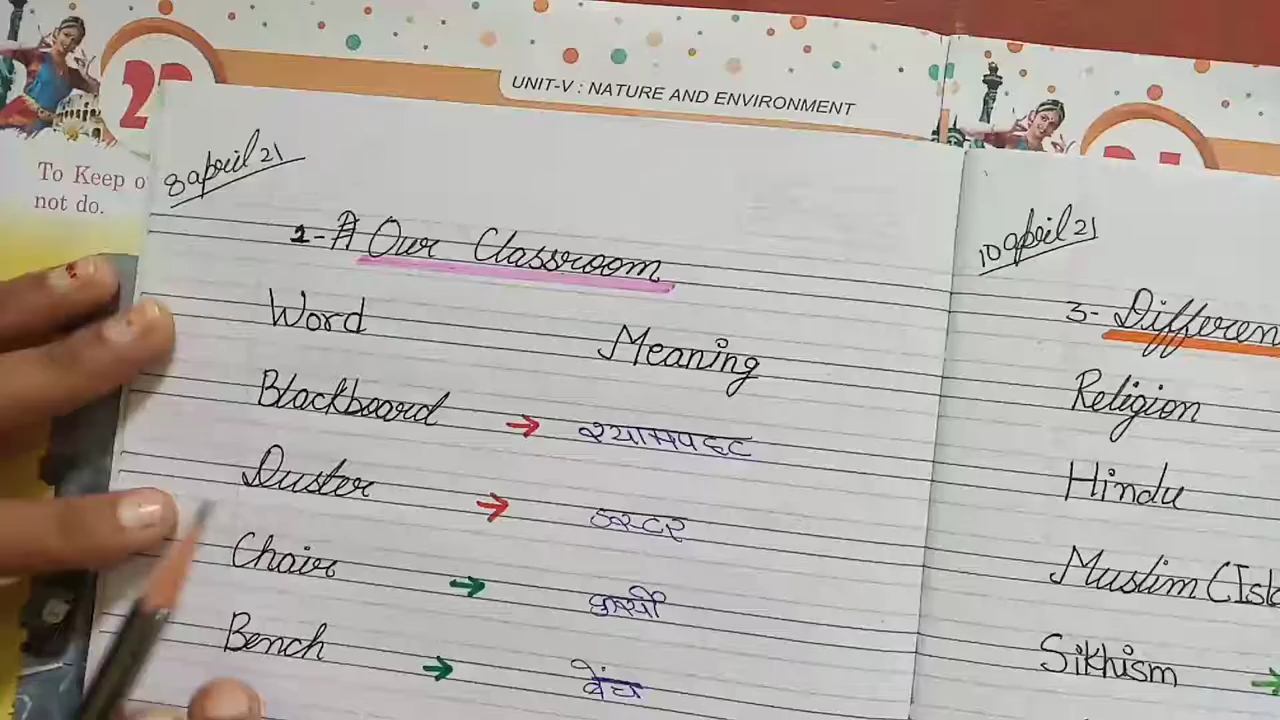 UNIT-V : NATURE AND ENVIRONMENT
To Keep o
not do.
8 april 21
2- Our Classroom
Word Meaning
Blackboard → श्यामपट्ट
Duster → डस्टर
Chair → कुर्सी
Bench → बेंच
10 april 21
3- Differen
Religion
Hindu
Muslim (Isl
Sikhism →